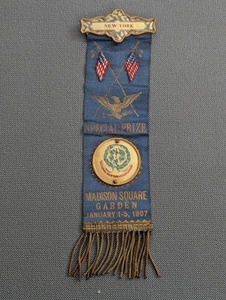 NEW YORK
SPECIAL PRIZE
MADISON SQUARE
GARDEN
JANUARY 1-5, 1907